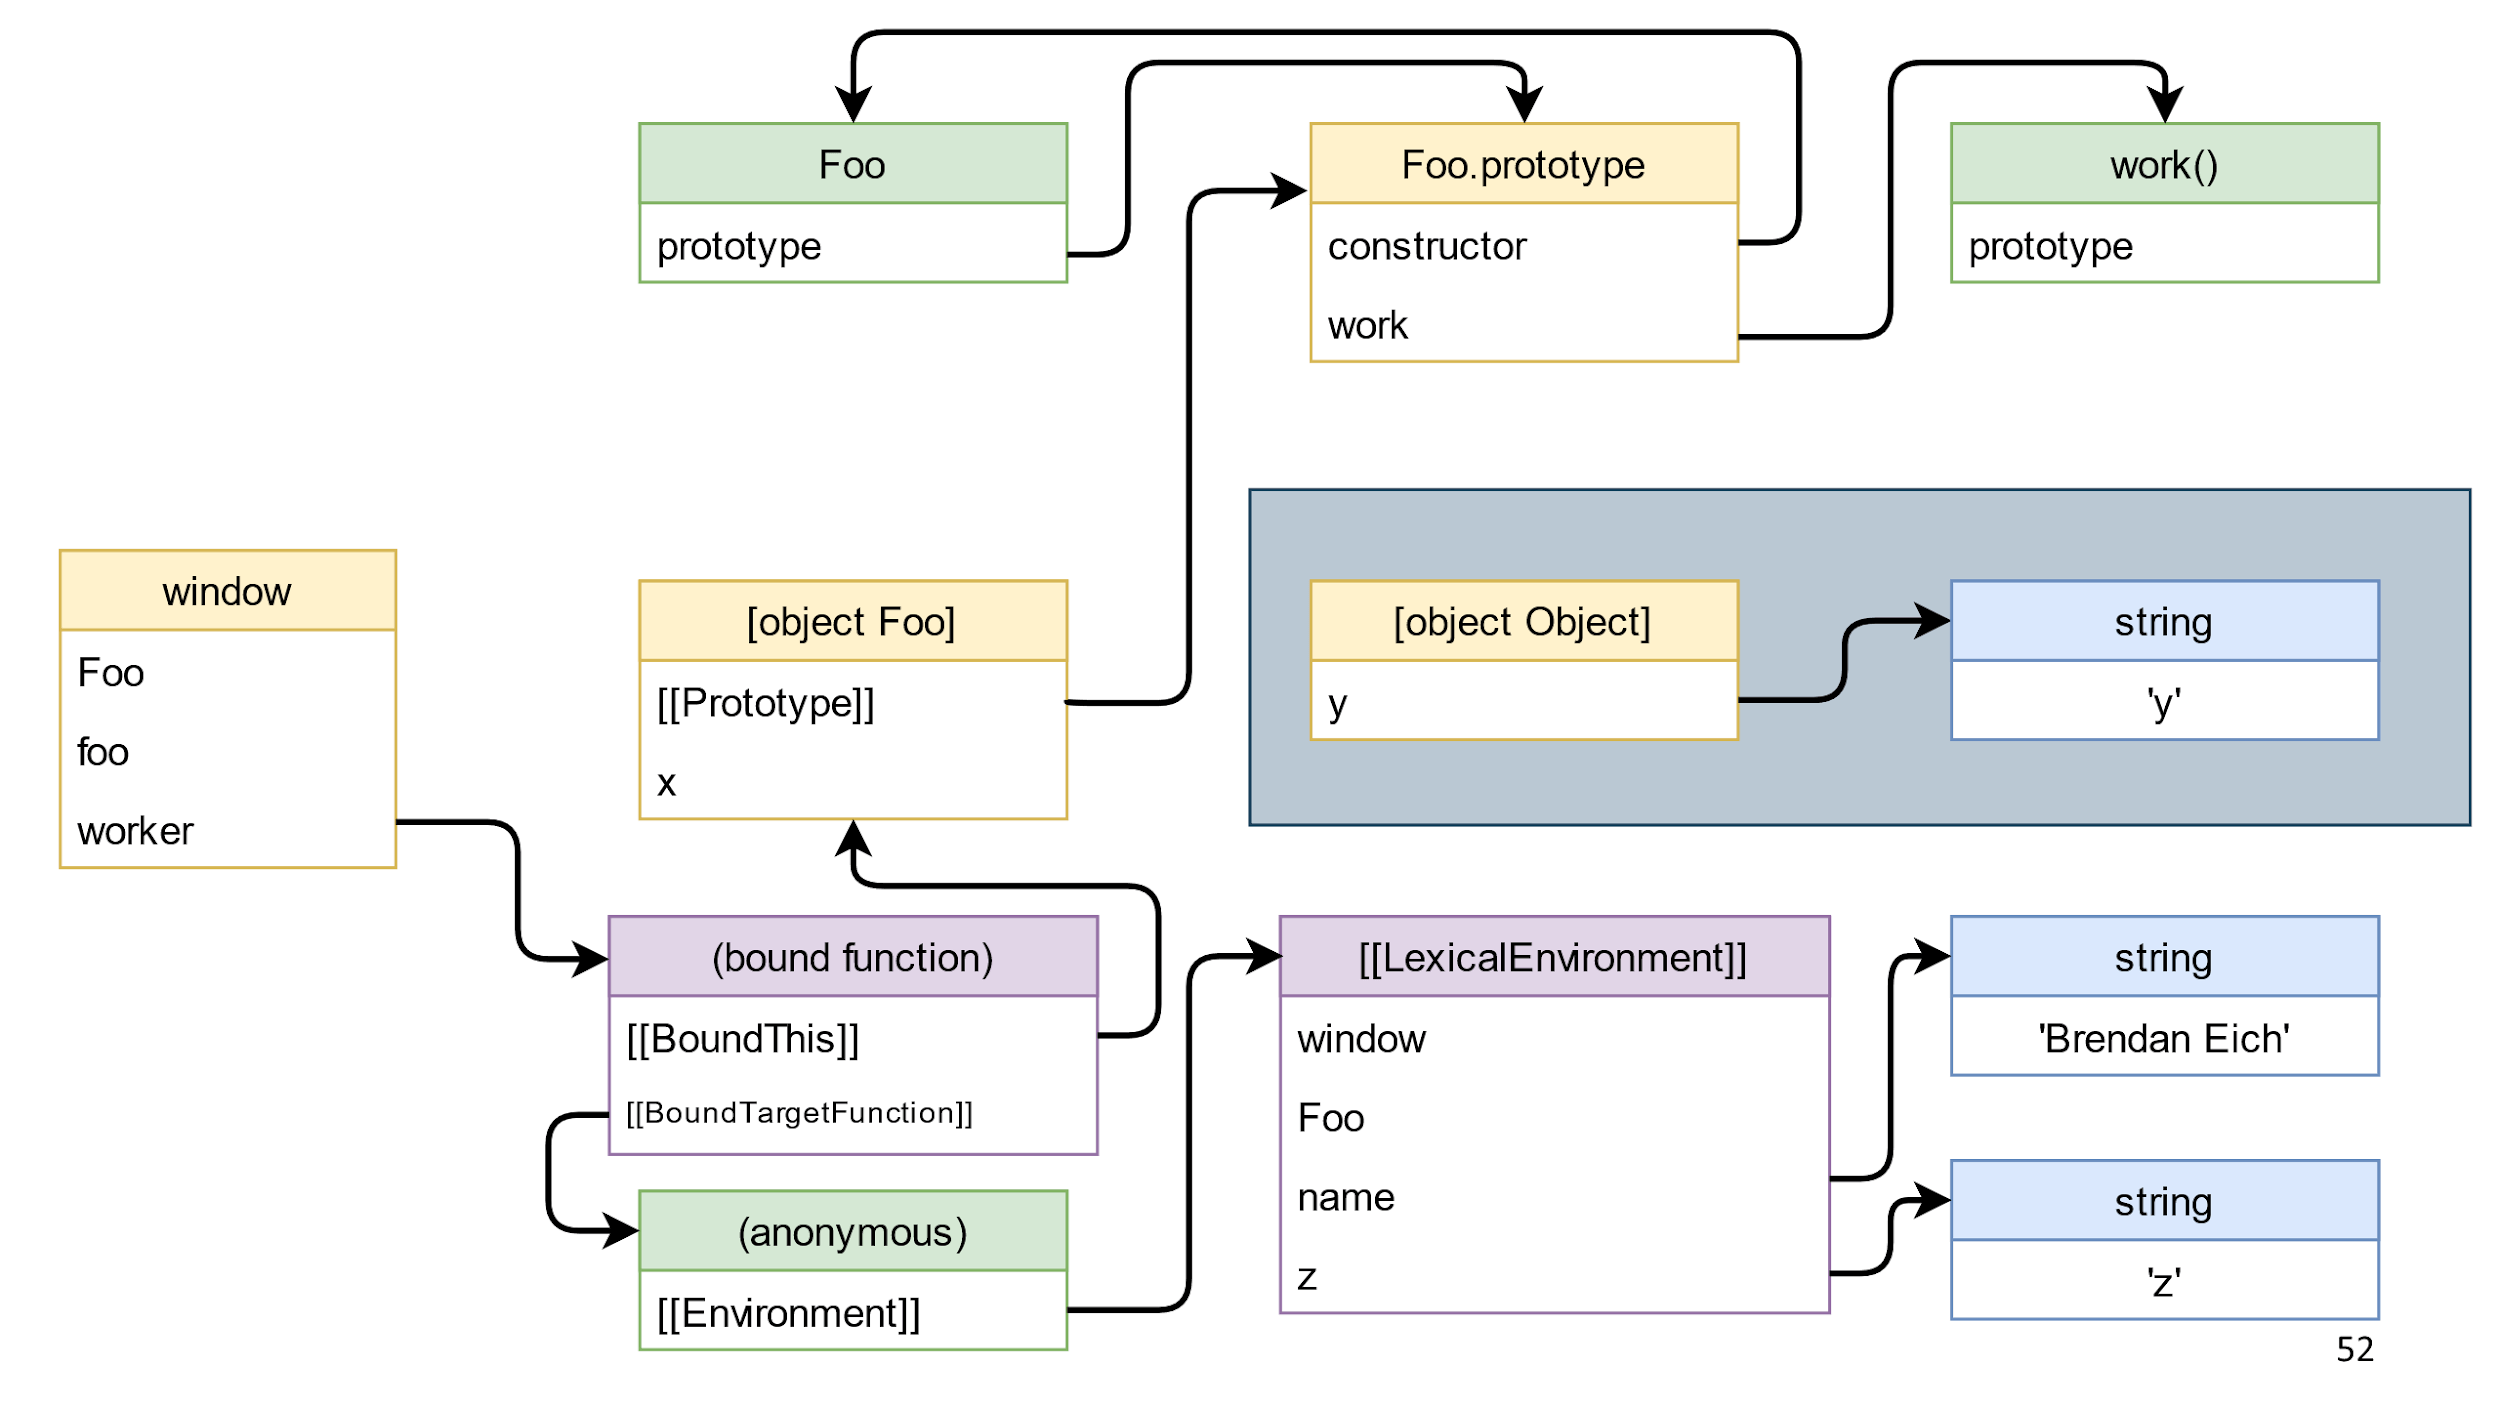 Foo
prototype
Foo.prototype
constructor
work
work()
prototype
window
Foo
foo
worker
[object Foo]
[[Prototype]]
x
[object Object]
y
string
'y'
(bound function)
[[BoundThis]]
[[BoundTargetFunction]]
(anonymous)
[[Environment]]
[[LexicalEnvironment]]
window
Foo
name
z
string
'Brendan Eich'
string
'z'
52